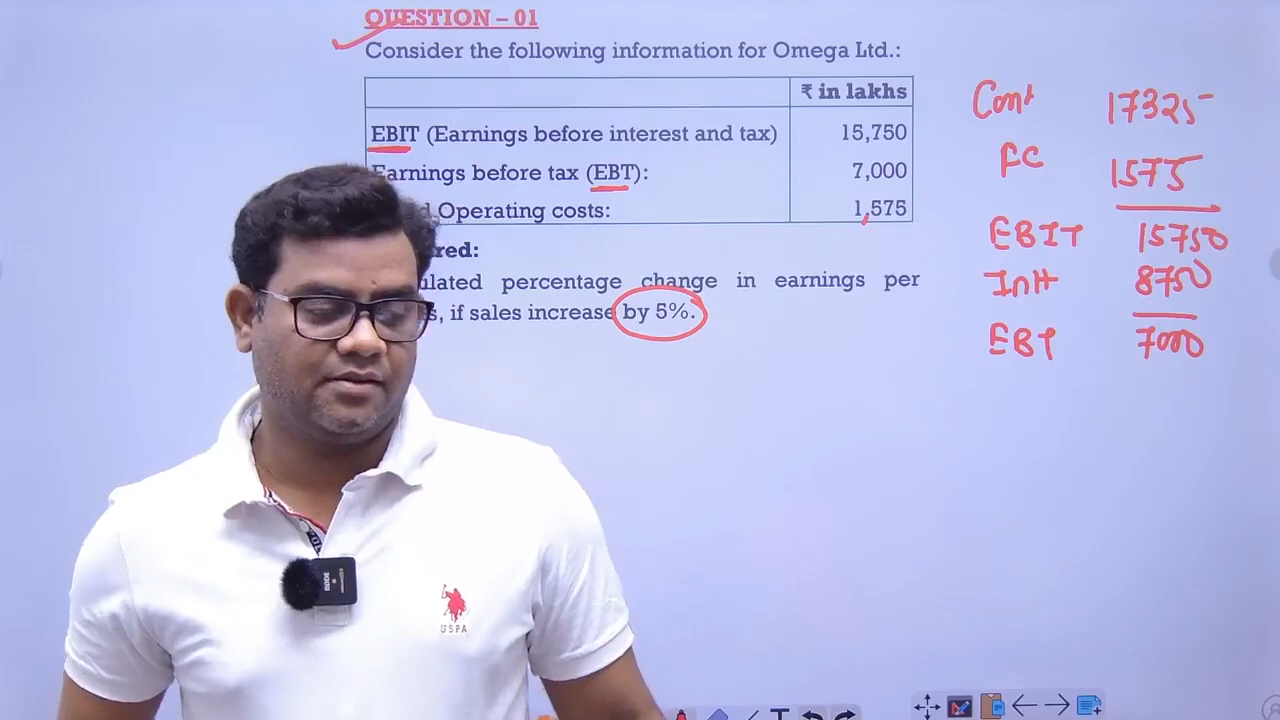 QUESTION – 01
Consider the following information for Omega Ltd.:
₹ in lakhs
EBIT (Earnings before interest and tax) 15,750
Earnings before tax (EBT): 7,000
Operating costs: 1,575
percentage change in earnings per
if sales increase by 5%.
Cont 17325
FC 1575
EBIT 15750
Int 8750
EBT 7000
RODE
USPA